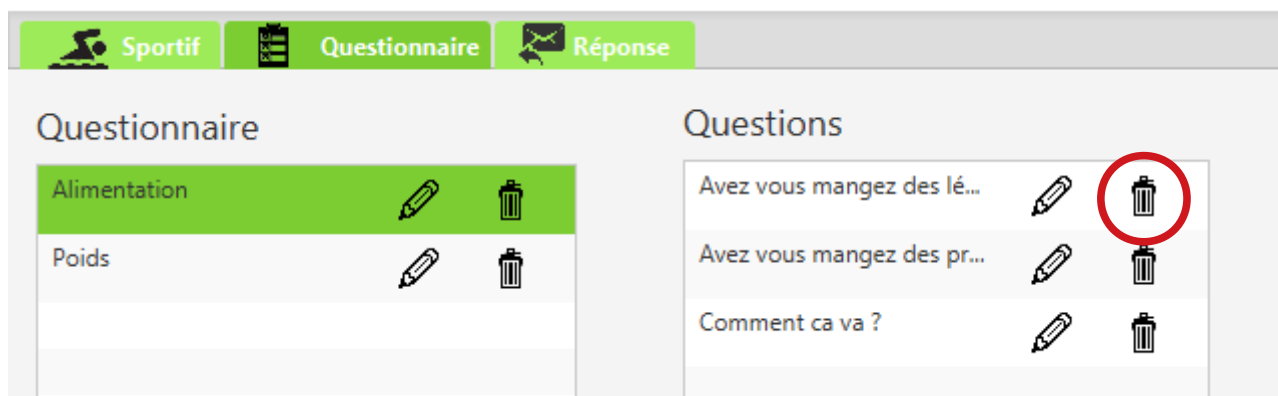 Sportif
Questionnaire
Réponse
Questionnaire
Alimentation
Poids
Questions
Avez vous mangez des lé...
Avez vous mangez des pr...
Comment ca va ?